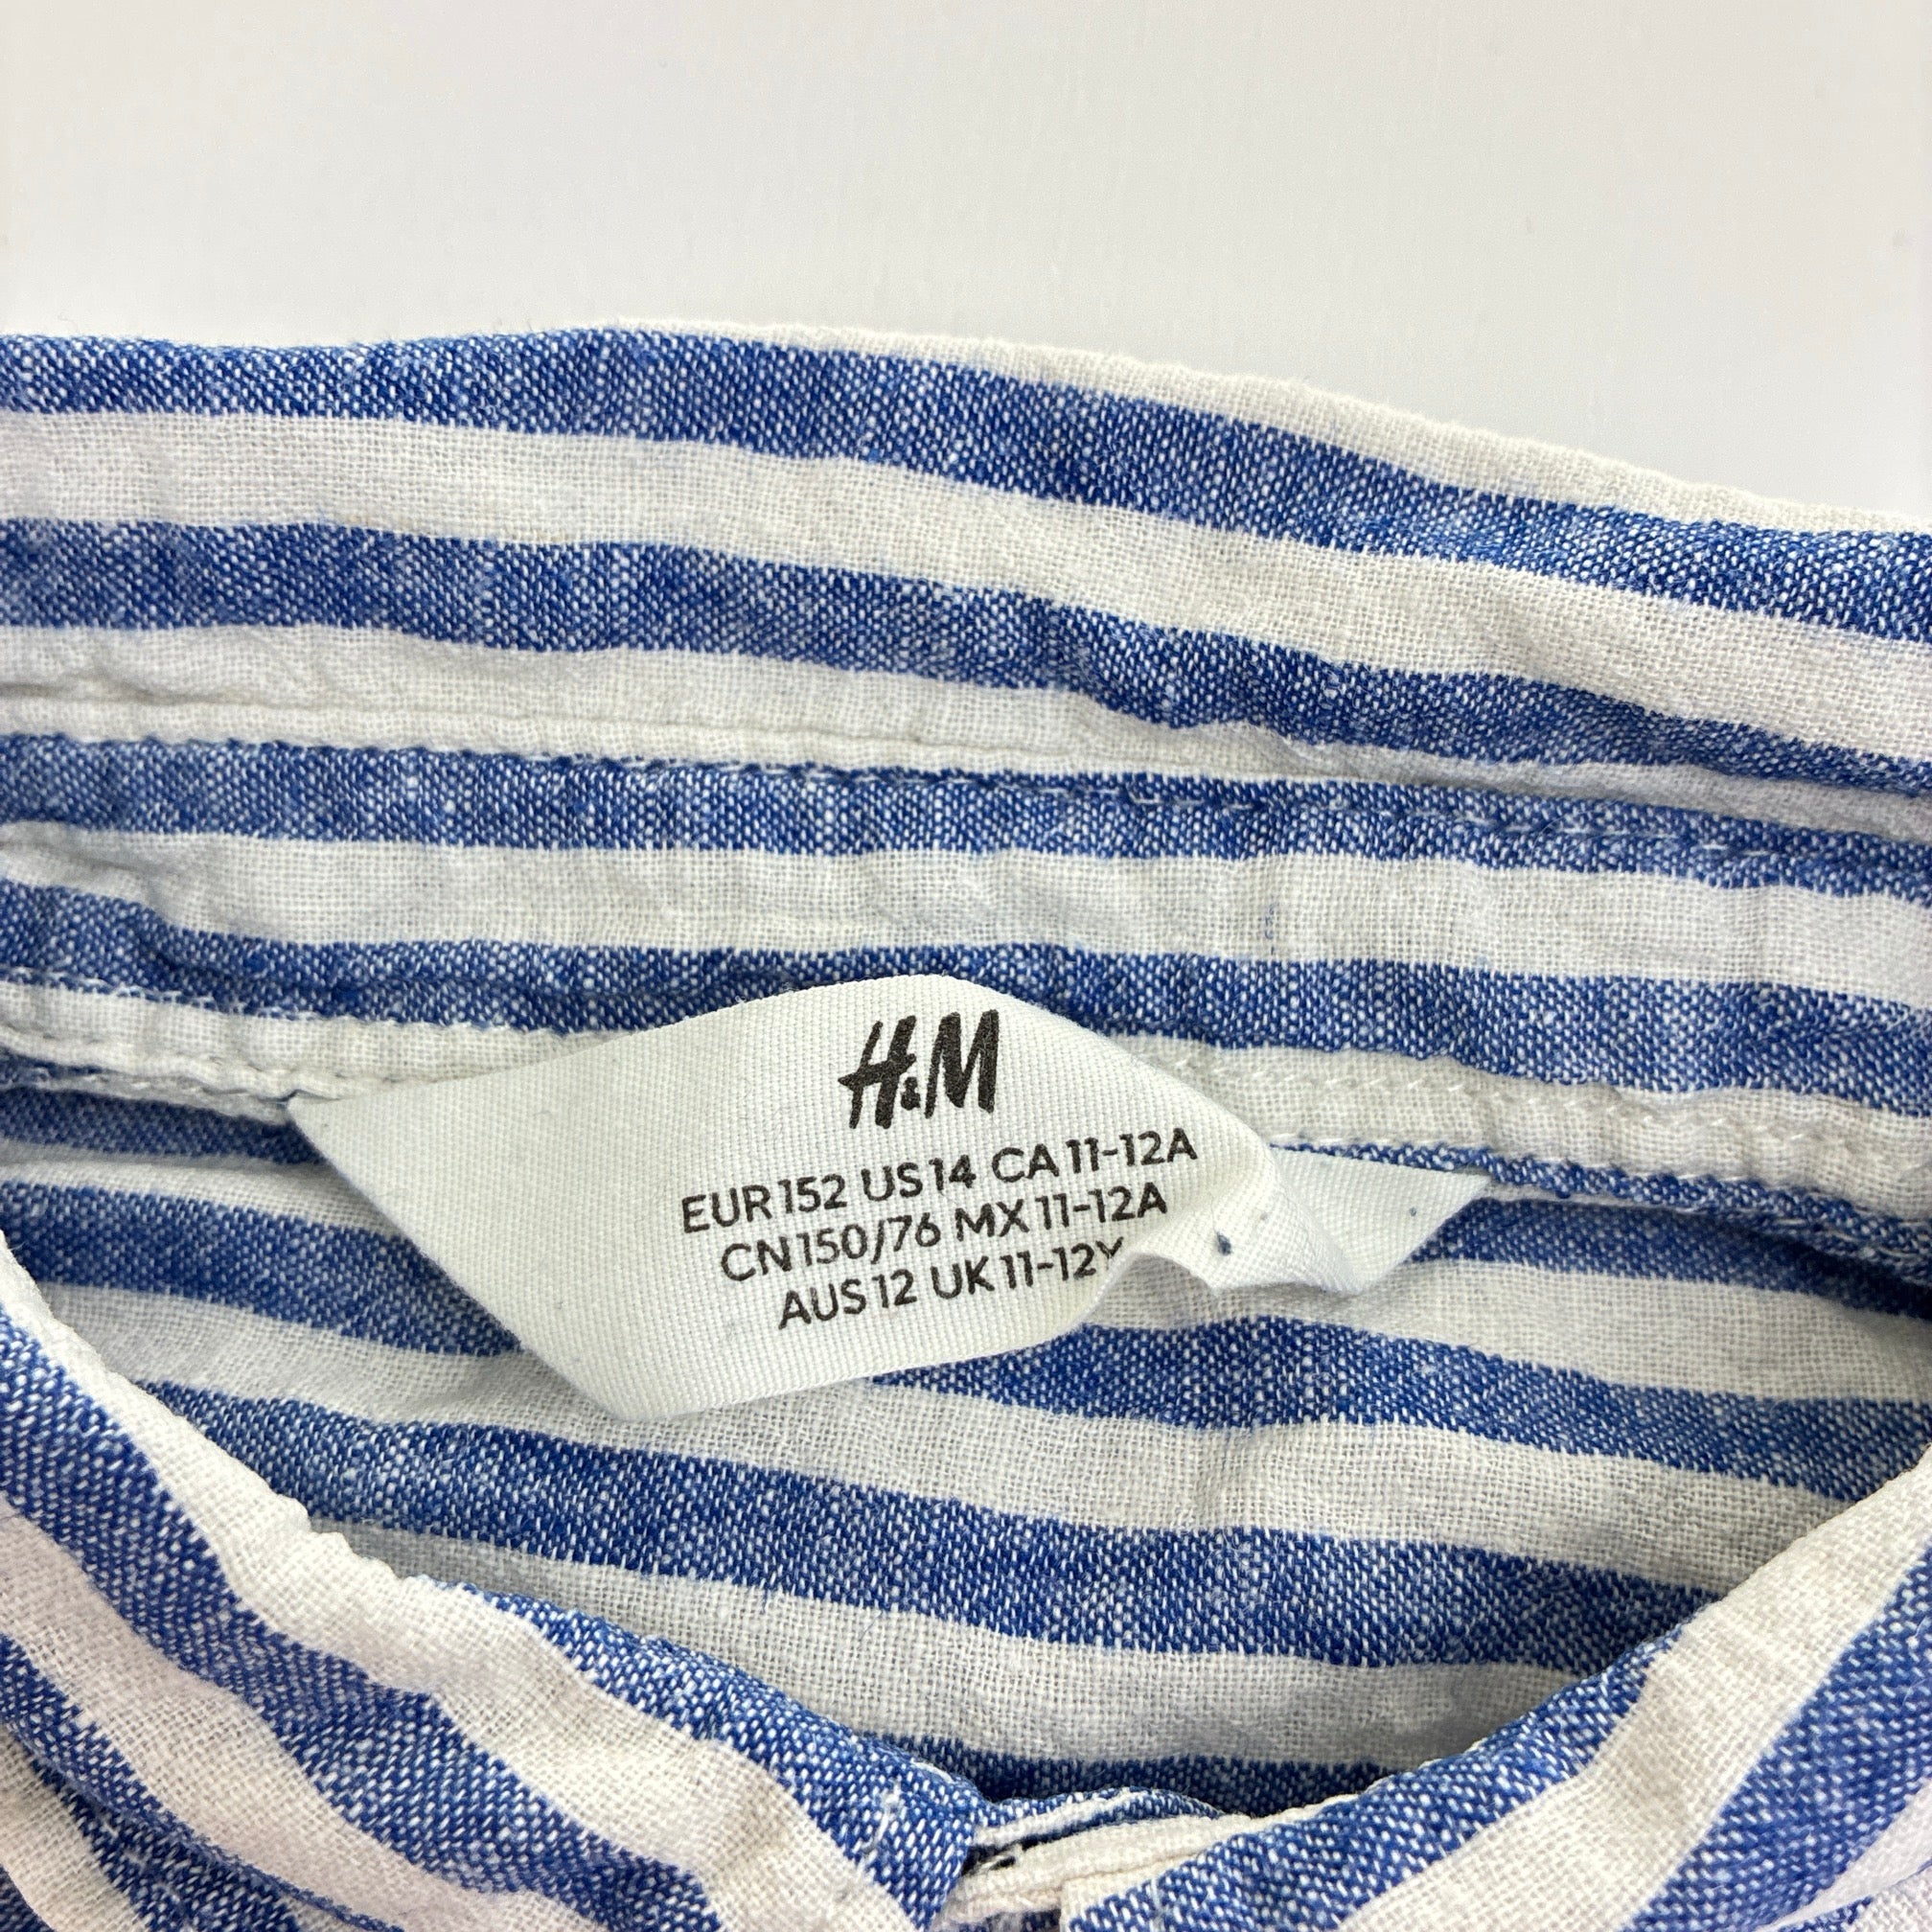 H&M
EUR 152 US 14 CA 11-12A
CN 150/76 MX 11-12A
AUS 12 UK 11-12Y